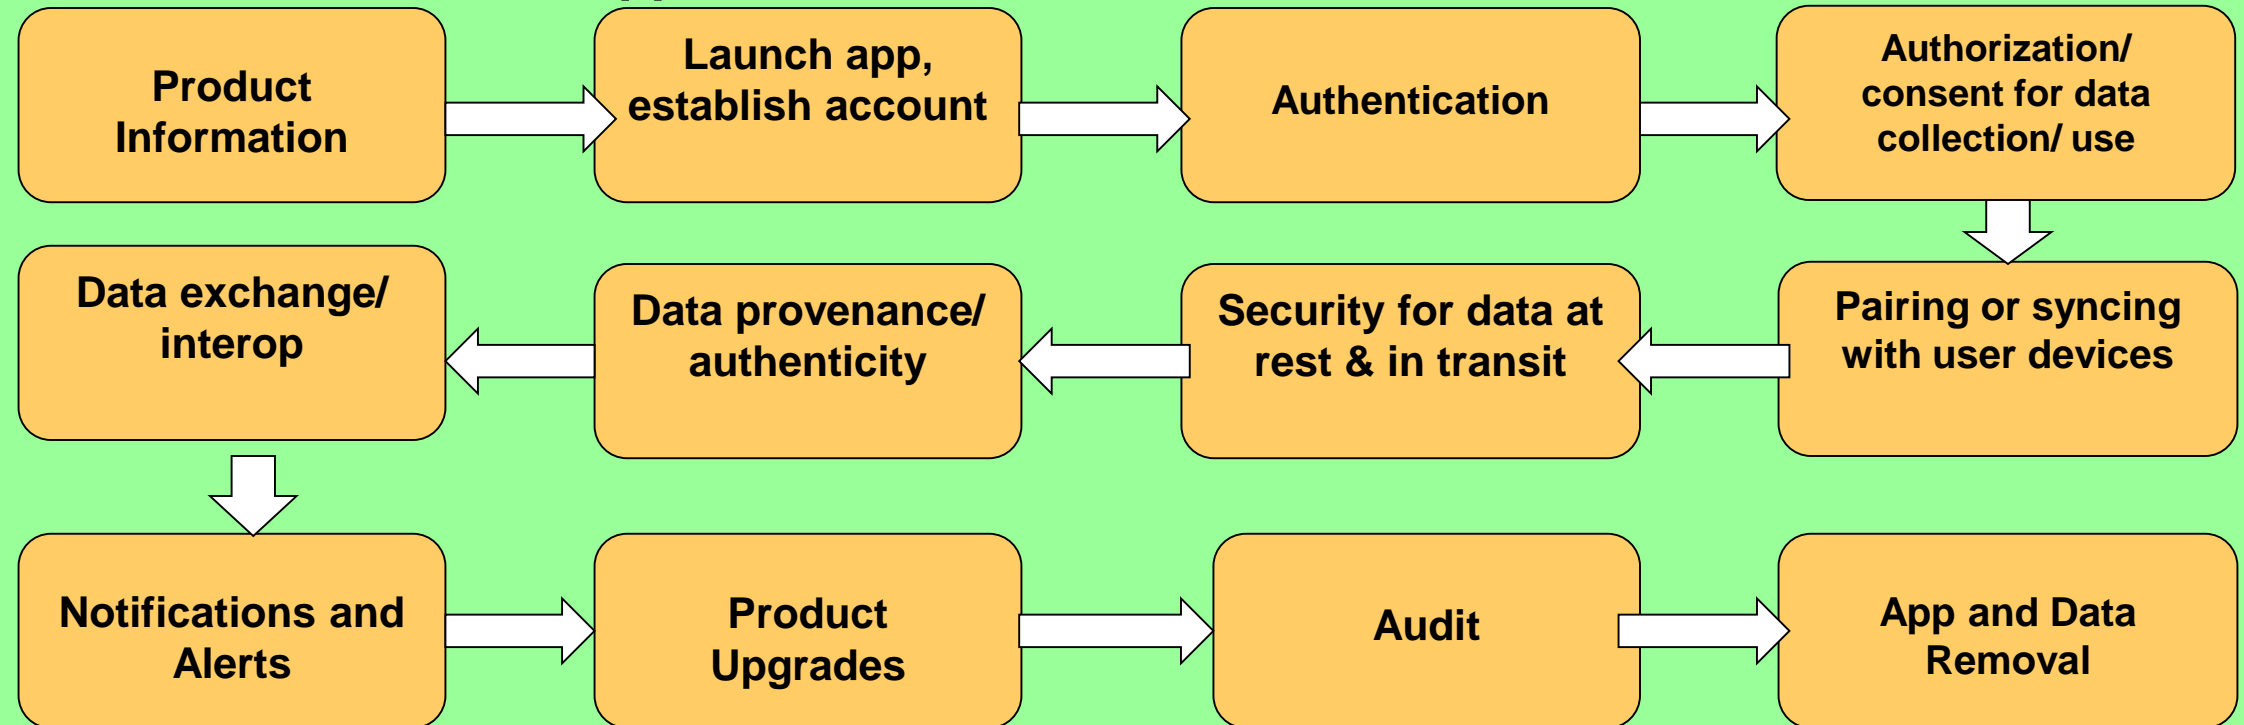 Product
Information
Launch app,
establish account
Authentication
Authorization/
consent for data
collection/ use
Data exchange/
interop
Data provenance/
authenticity
Security for data at
rest & in transit
Pairing or syncing
with user devices
Notifications and
Alerts
Product
Upgrades
Audit
App and Data
Removal